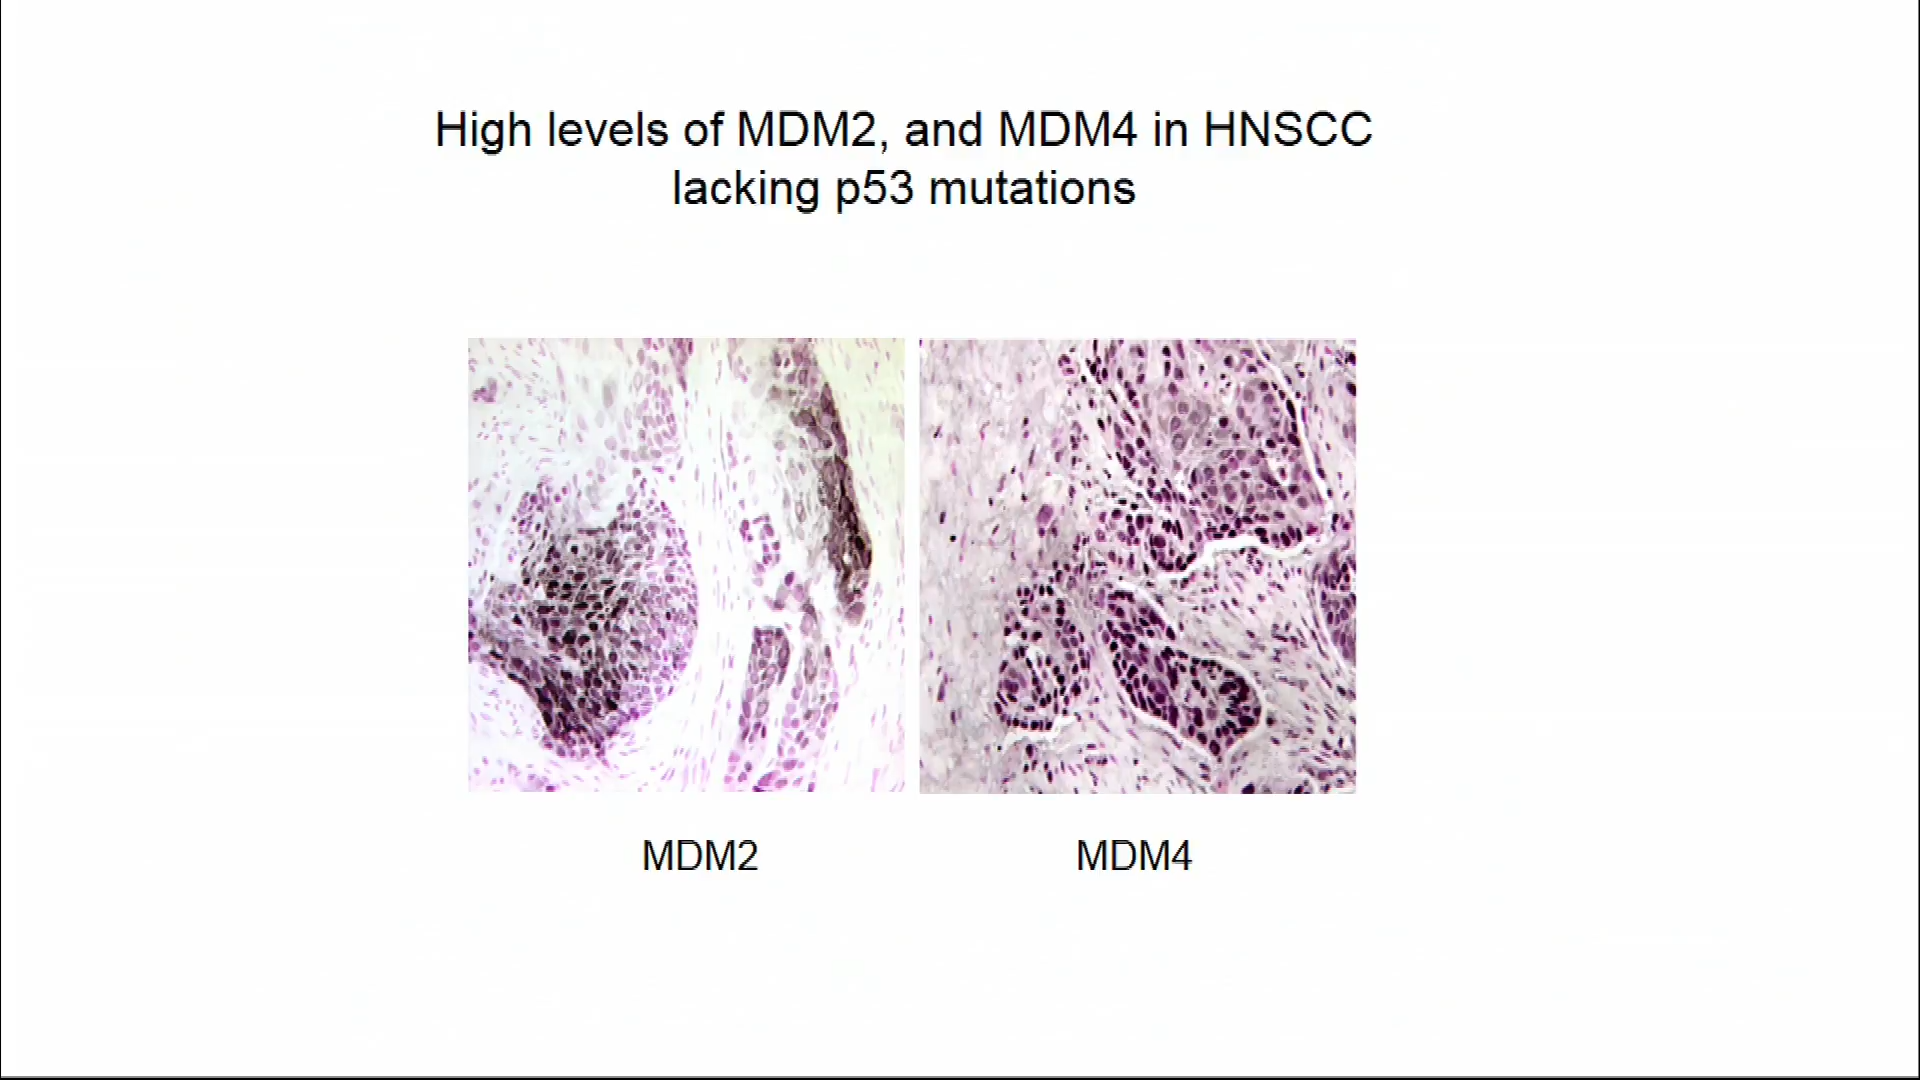 High levels of MDM2, and MDM4 in HNSCC
lacking p53 mutations
MDM2
MDM4